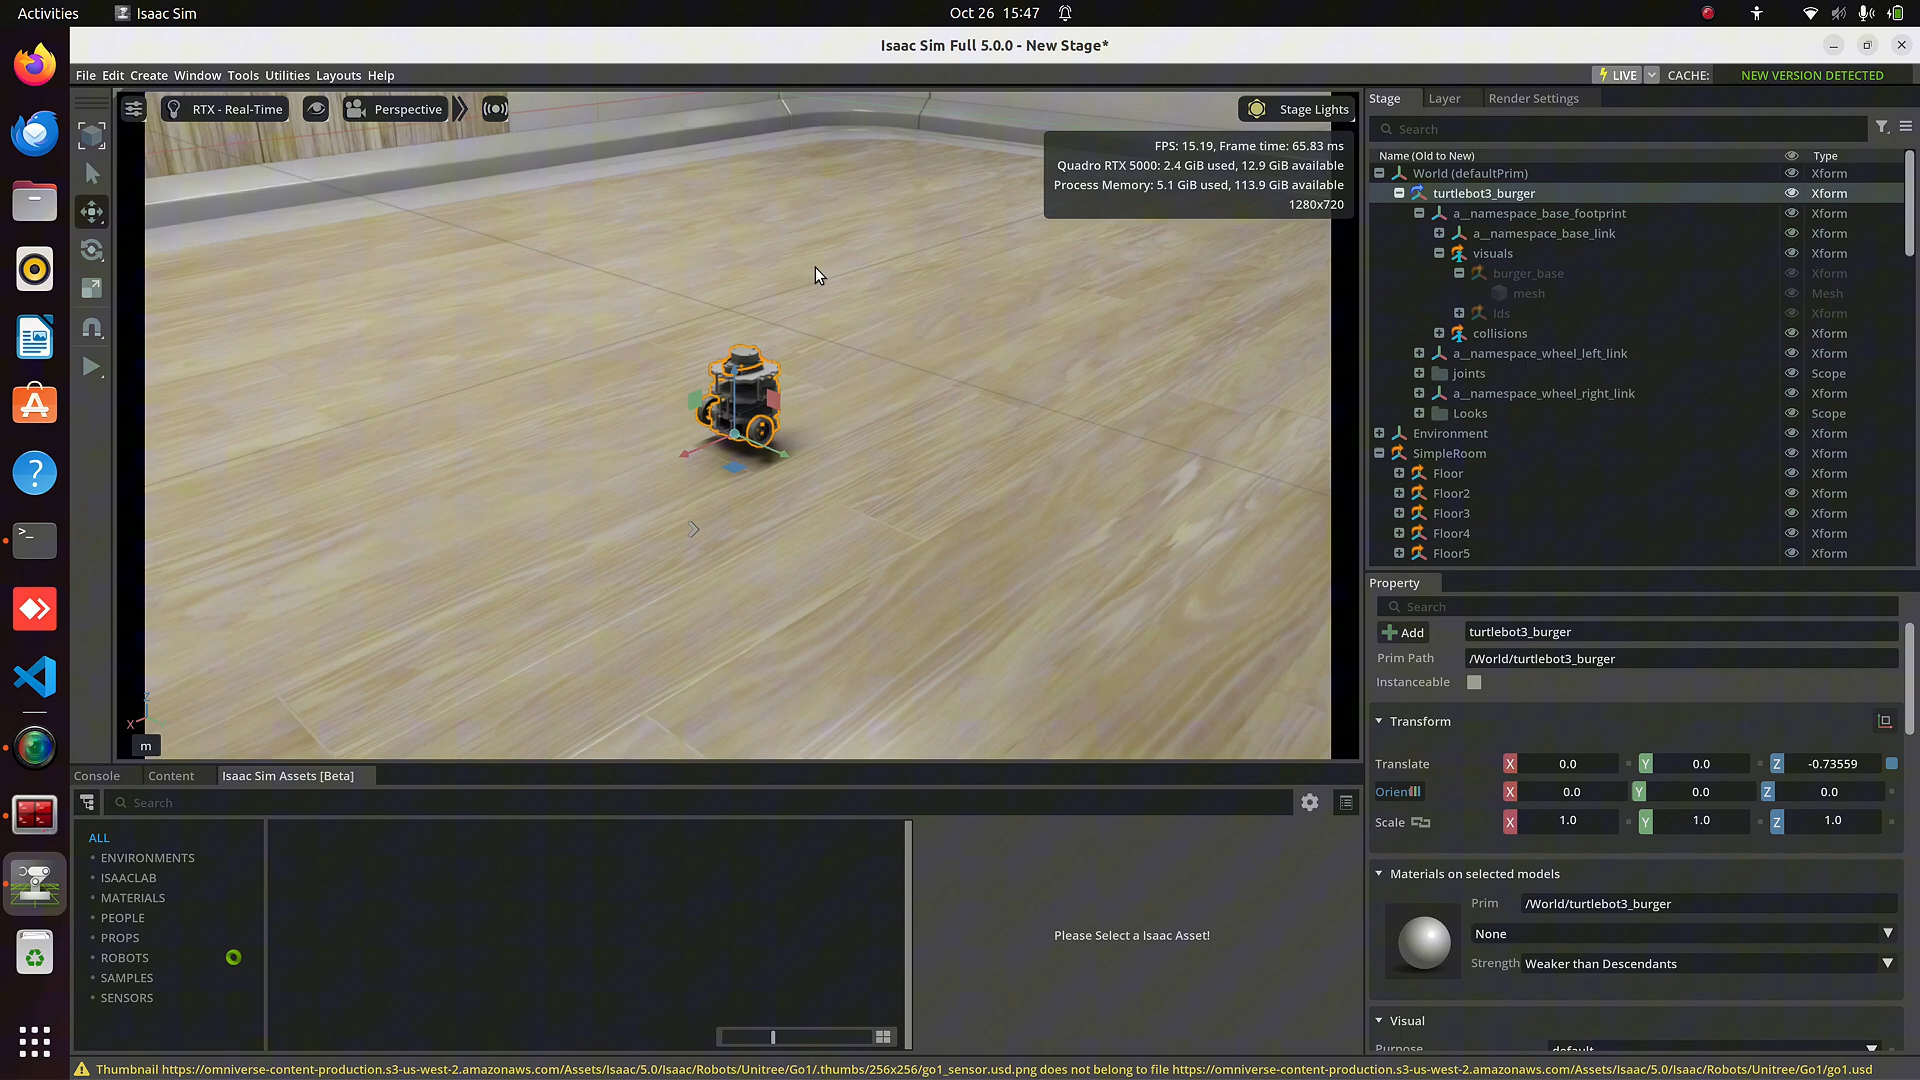 Activities
Isaac Sim
Oct 26 15:47
Isaac Sim Full 5.0.0 - New Stage*
File Edit Create Window Tools Utilities Layouts Help
LIVE
CACHE:
NEW VERSION DETECTED
RTX - Real-Time
Perspective
Stage Lights
FPS: 15.19, Frame time: 65.83 ms
Quadro RTX 5000: 2.4 GiB used, 12.9 GiB available
Process Memory: 5.1 GiB used, 113.9 GiB available
1280x720
Z
X
m
Stage Layer Render Settings
Search
Name (Old to New) Type
World (defaultPrim) Xform
turtlebot3_burger Xform
a__namespace_base_footprint Xform
a__namespace_base_link Xform
visuals Xform
burger_base Xform
mesh Mesh
lds Xform
collisions Xform
a__namespace_wheel_left_link Xform
joints Scope
a__namespace_wheel_right_link Xform
Looks Scope
Environment Xform
SimpleRoom Xform
Floor Xform
Floor2 Xform
Floor3 Xform
Floor4 Xform
Floor5 Xform
Property
Search
Add turtlebot3_burger
Prim Path /World/turtlebot3_burger
Instanceable
Transform
Translate X 0.0 Y 0.0 Z -0.73559
Orient X 0.0 Y 0.0 Z 0.0
Scale X 1.0 Y 1.0 Z 1.0
Materials on selected models
Prim /World/turtlebot3_burger
None
Strength Weaker than Descendants
Visual
Purpose default
Console Content Isaac Sim Assets [Beta]
Search
ALL
ENVIRONMENTS
ISAACLAB
MATERIALS
PEOPLE
PROPS
ROBOTS
SAMPLES
SENSORS
Please Select a Isaac Asset!
Thumbnail https://omniverse-content-production.s3-us-west-2.amazonaws.com/Assets/Isaac/5.0/Isaac/Robots/Unitree/Go1/.thumbs/256x256/go1_sensor.usd.png does not belong to file https://omniverse-content-production.s3-us-west-2.amazonaws.com/Assets/Isaac/5.0/Isaac/Robots/Unitree/Go1/go1.usd